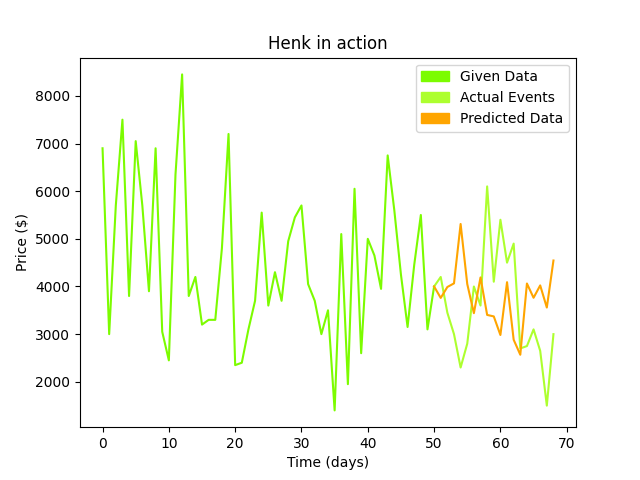 Henk in action
Given Data
Actual Events
Predicted Data
Price ($)
8000
7000
6000
5000
4000
3000
2000
0 10 20 30 40 50 60 70
Time (days)